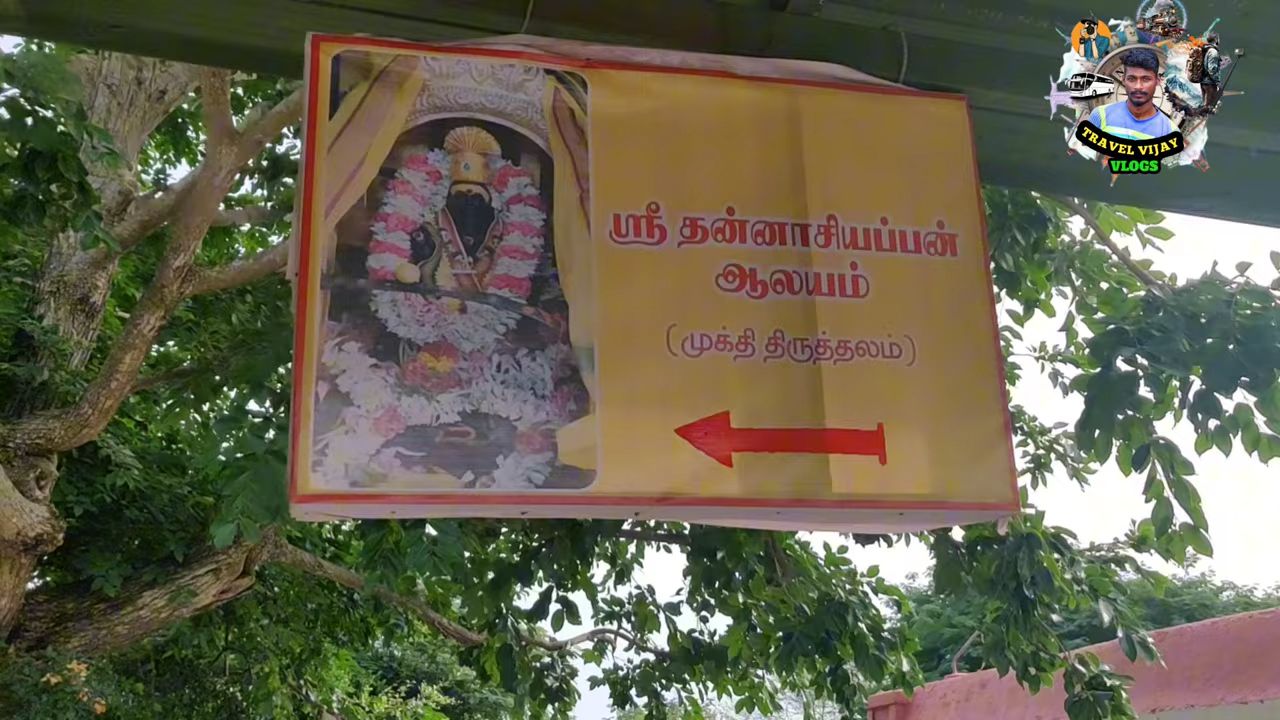 ஸ்ரீ தன்னாசியப்பன்
ஆலயம்
(முக்தி திருத்தலம்)
TRAVEL VIJAY
VLOGS